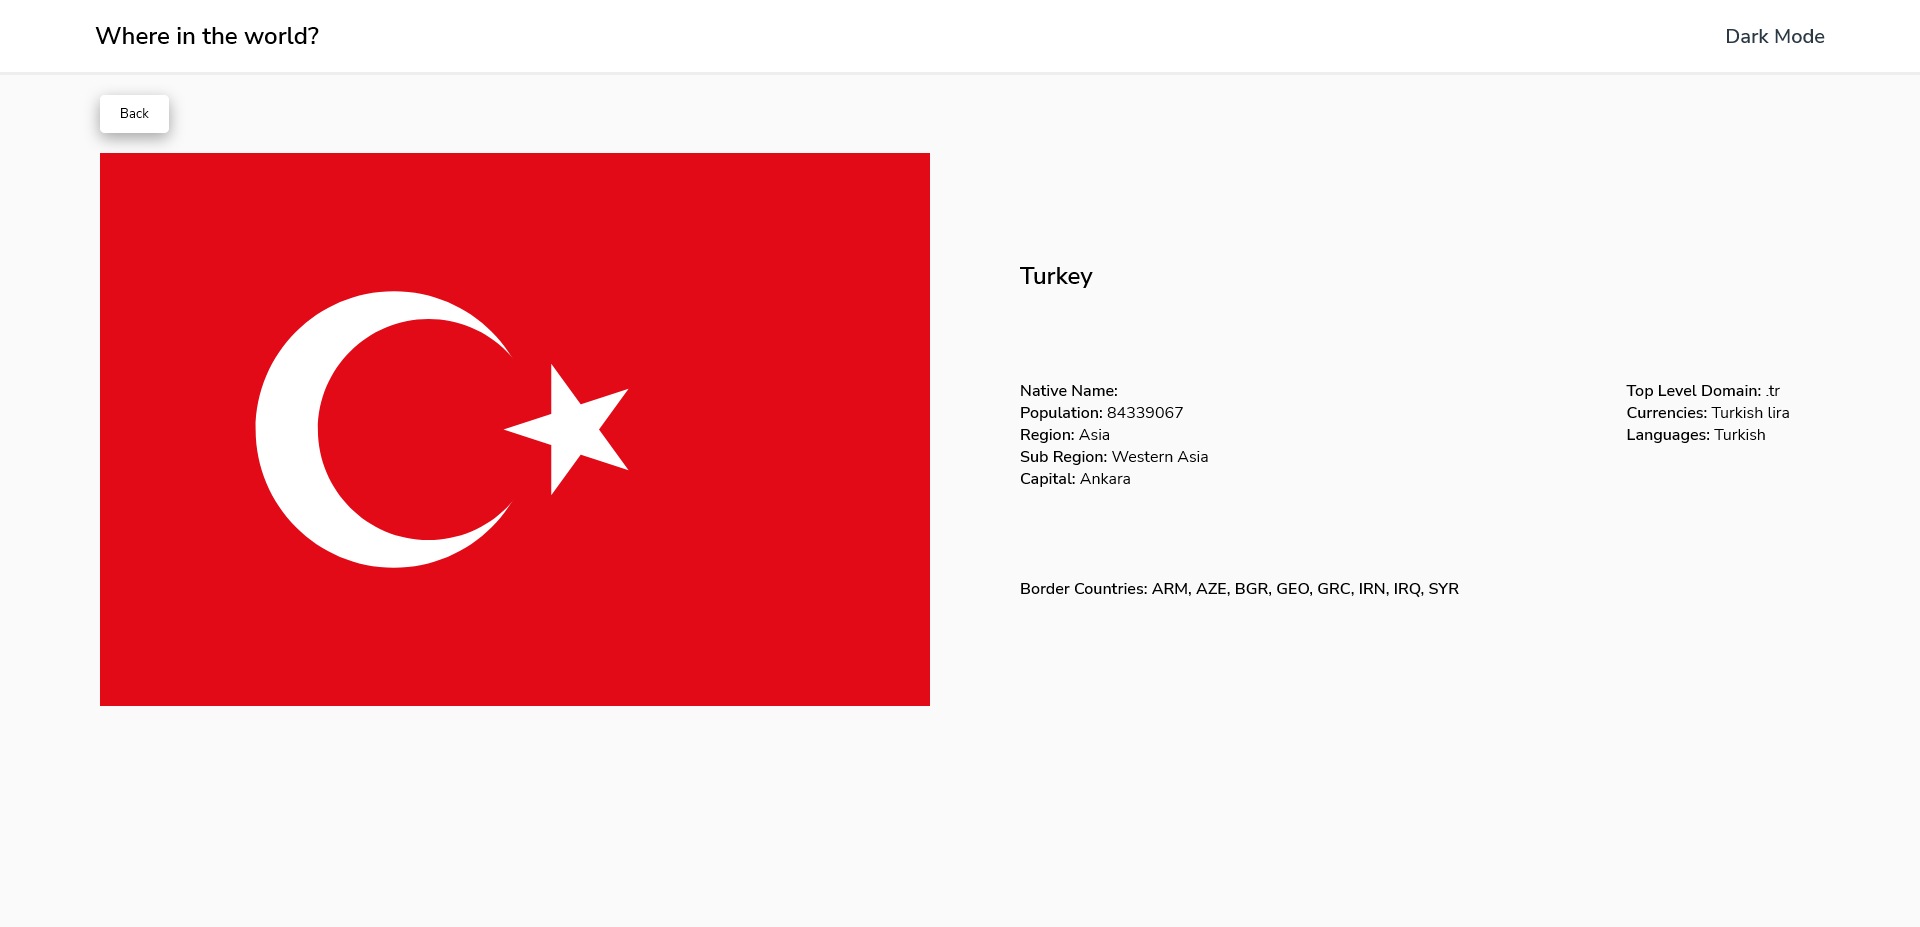 Where in the world?
Dark Mode
Back
Turkey
Native Name:
Population: 84339067
Region: Asia
Sub Region: Western Asia
Capital: Ankara
Top Level Domain: .tr
Currencies: Turkish lira
Languages: Turkish
Border Countries: ARM, AZE, BGR, GEO, GRC, IRN, IRQ, SYR